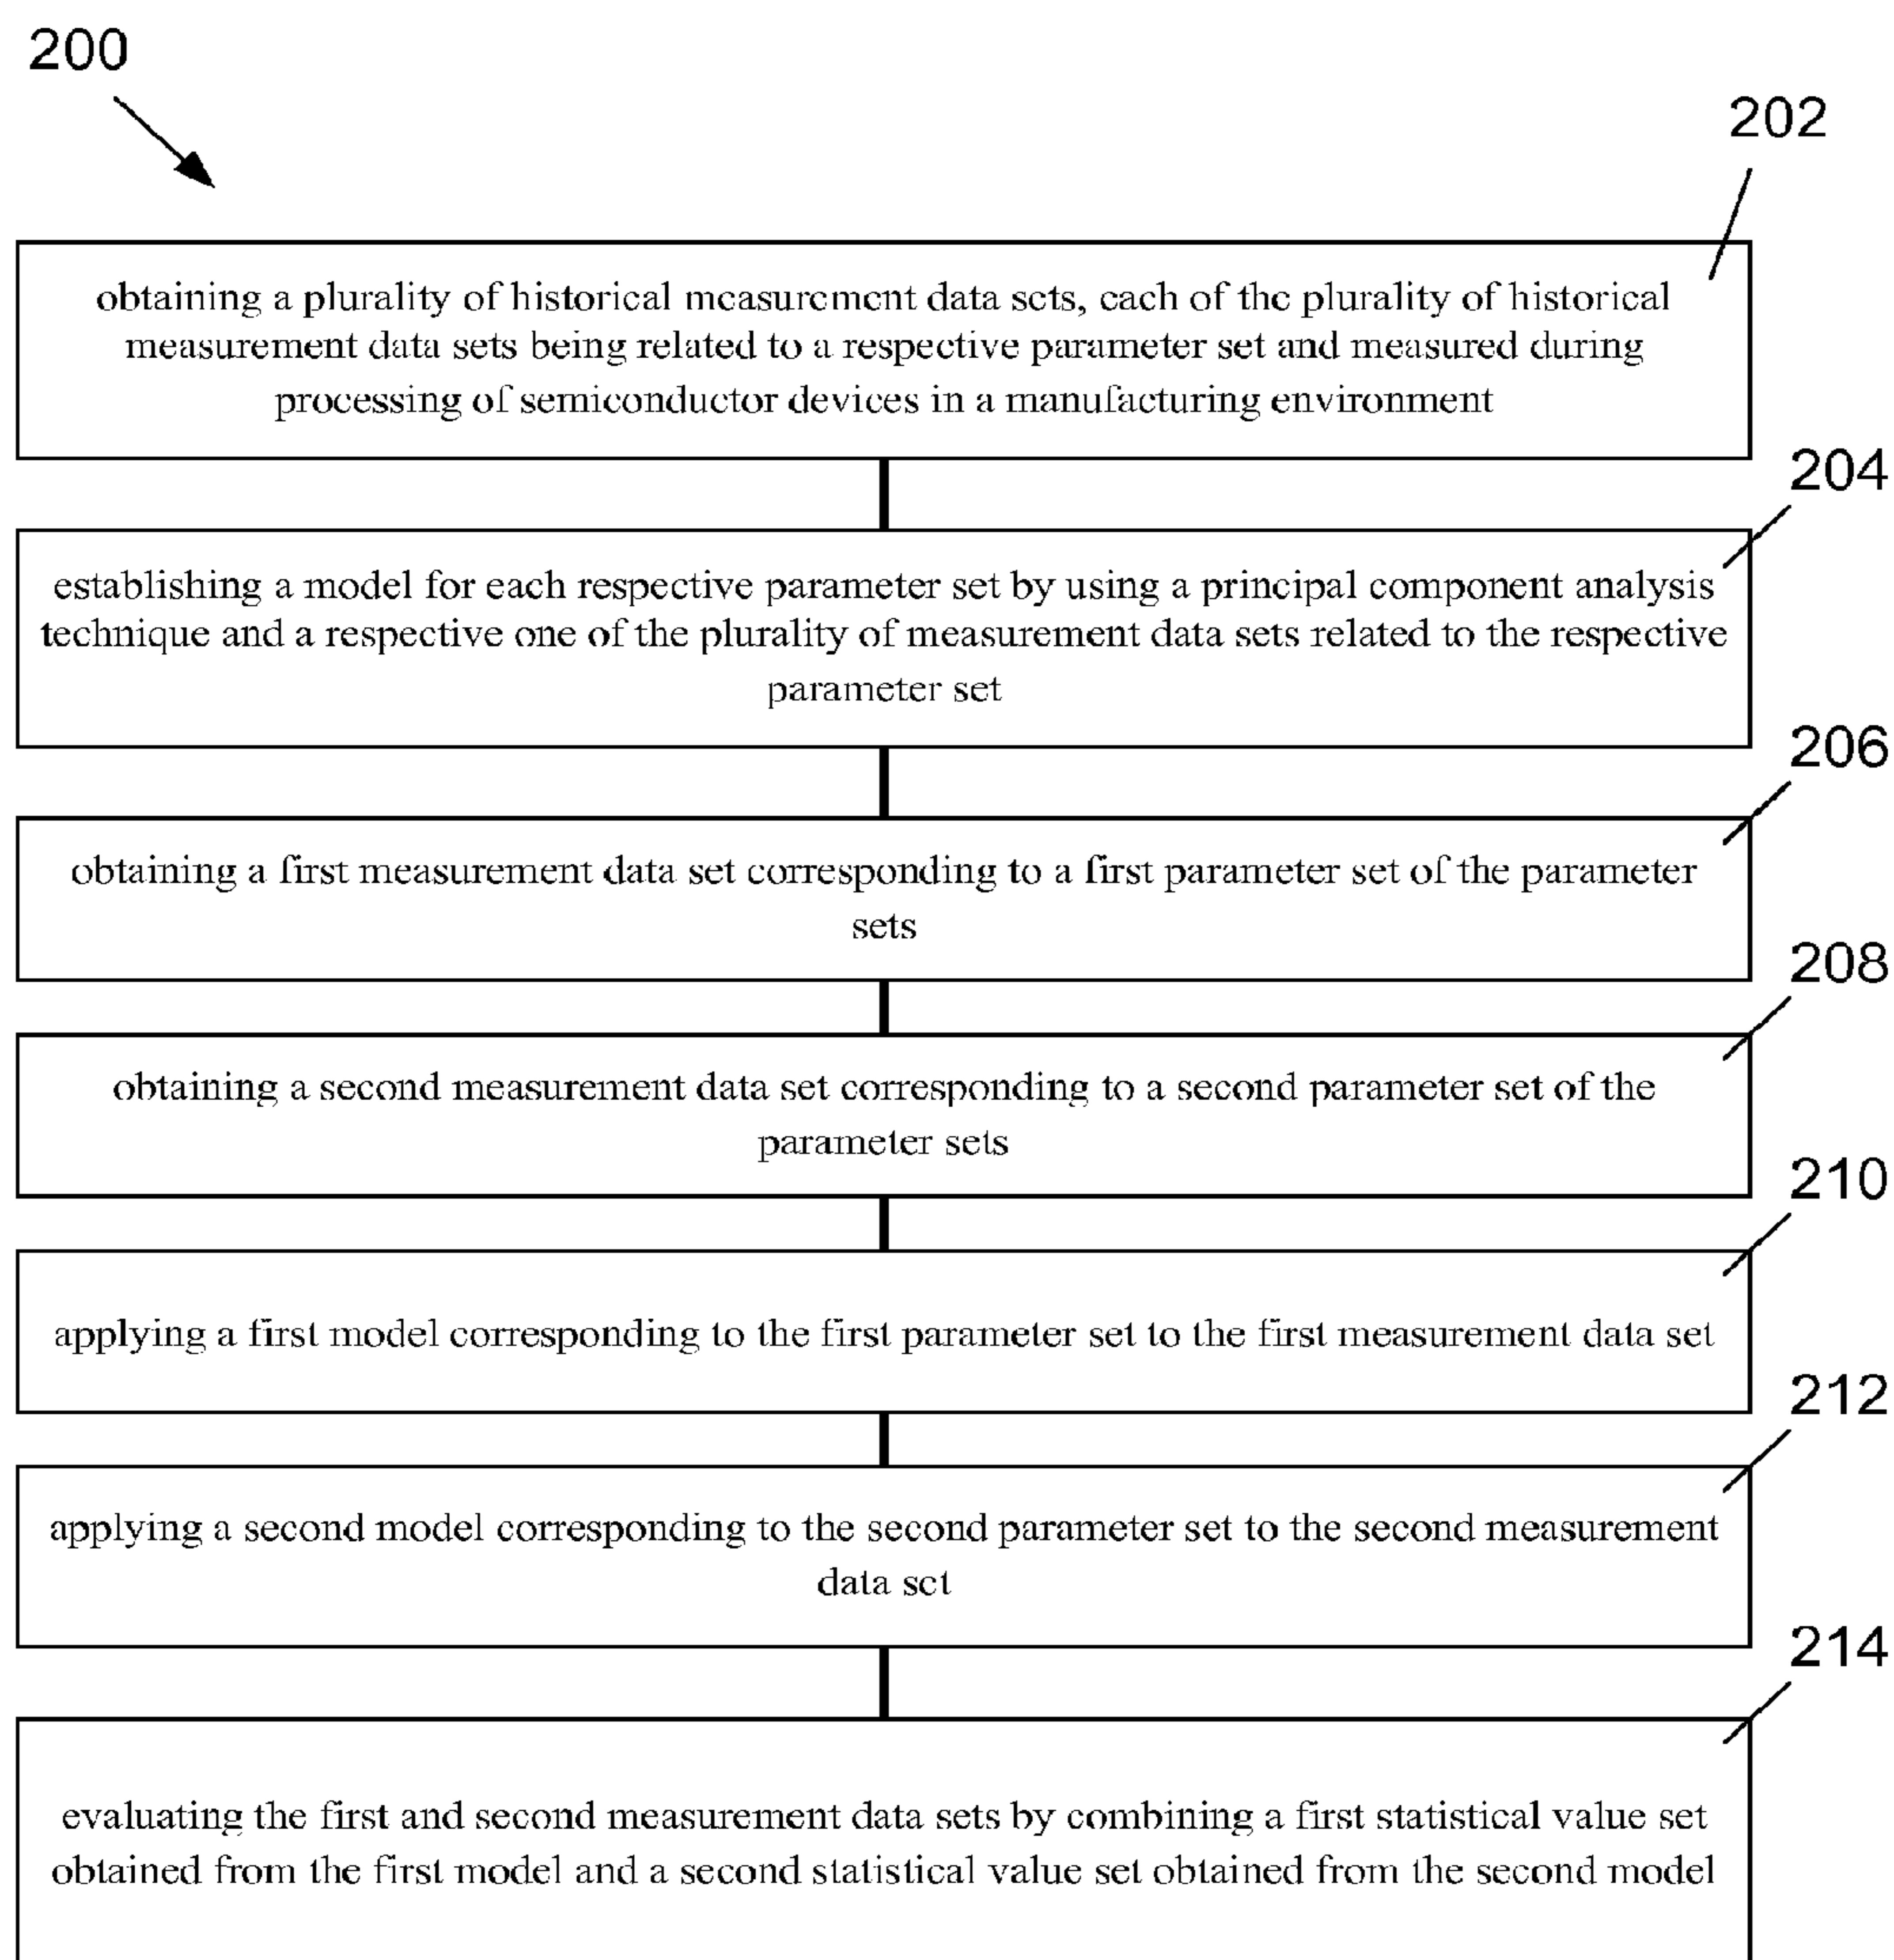 200
202
obtaining a plurality of historical measurement data sets, each of the plurality of historical
measurement data sets being related to a respective parameter set and measured during
processing of semiconductor devices in a manufacturing environment
204
establishing a model for each respective parameter set by using a principal component analysis
technique and a respective one of the plurality of measurement data sets related to the respective
parameter set
206
obtaining a first measurement data set corresponding to a first parameter set of the parameter
sets
208
obtaining a second measurement data set corresponding to a second parameter set of the
parameter sets
210
applying a first model corresponding to the first parameter set to the first measurement data set
212
applying a second model corresponding to the second parameter set to the second measurement
data set
214
evaluating the first and second measurement data sets by combining a first statistical value set
obtained from the first model and a second statistical value set obtained from the second model